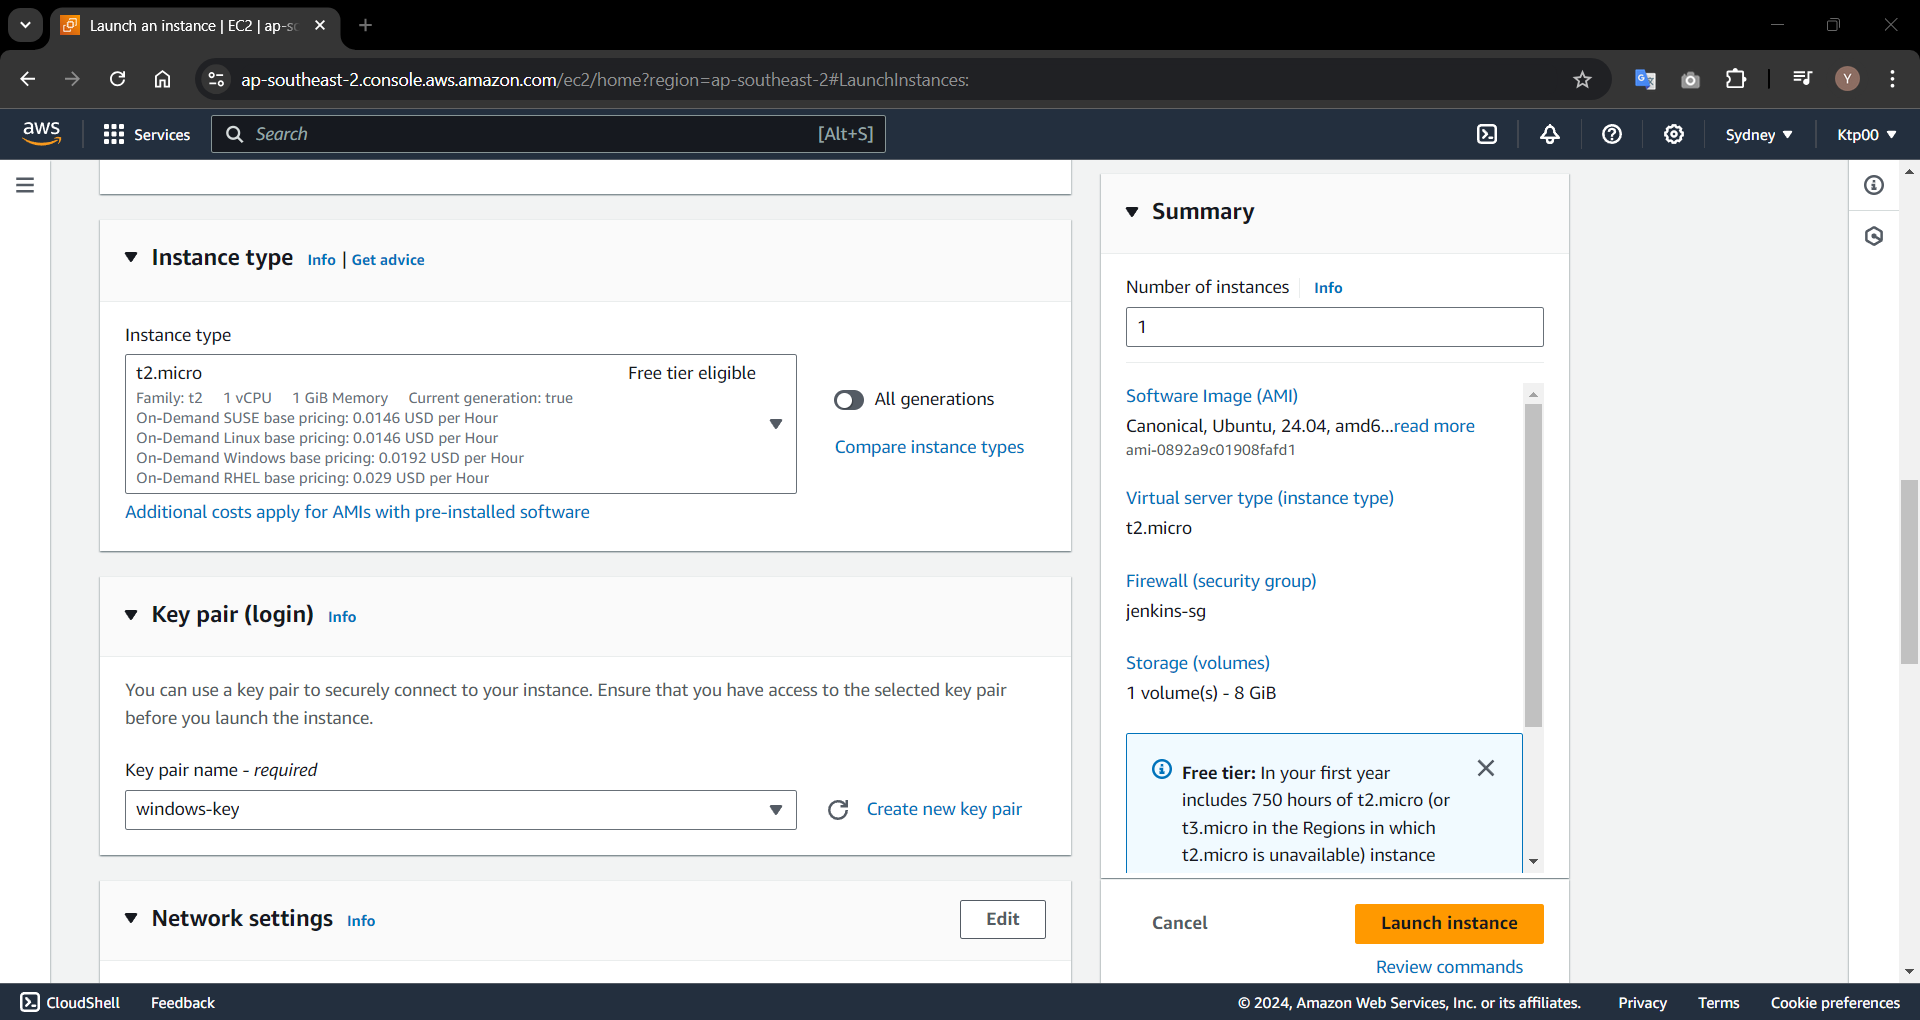 Launch an instance | EC2 | ap-so
ap-southeast-2.console.aws.amazon.com/ec2/home?region=ap-southeast-2#LaunchInstances:
Y
aws
Services
Search
[Alt+S]
Sydney
Ktp00
Instance type
Info
Get advice
Instance type
t2.micro
Free tier eligible
Family: t2 1 vCPU 1 GiB Memory Current generation: true
On-Demand SUSE base pricing: 0.0146 USD per Hour
On-Demand Linux base pricing: 0.0146 USD per Hour
On-Demand Windows base pricing: 0.0192 USD per Hour
On-Demand RHEL base pricing: 0.029 USD per Hour
All generations
Compare instance types
Additional costs apply for AMIs with pre-installed software
Key pair (login)
Info
You can use a key pair to securely connect to your instance. Ensure that you have access to the selected key pair
before you launch the instance.
Key pair name - required
windows-key
Create new key pair
Network settings
Info
Edit
Summary
Number of instances
Info
1
Software Image (AMI)
Canonical, Ubuntu, 24.04, amd6...read more
ami-0892a9c01908fafd1
Virtual server type (instance type)
t2.micro
Firewall (security group)
jenkins-sg
Storage (volumes)
1 volume(s) - 8 GiB
Free tier: In your first year
includes 750 hours of t2.micro (or
t3.micro in the Regions in which
t2.micro is unavailable) instance
Cancel
Launch instance
Review commands
CloudShell
Feedback
© 2024, Amazon Web Services, Inc. or its affiliates.
Privacy
Terms
Cookie preferences